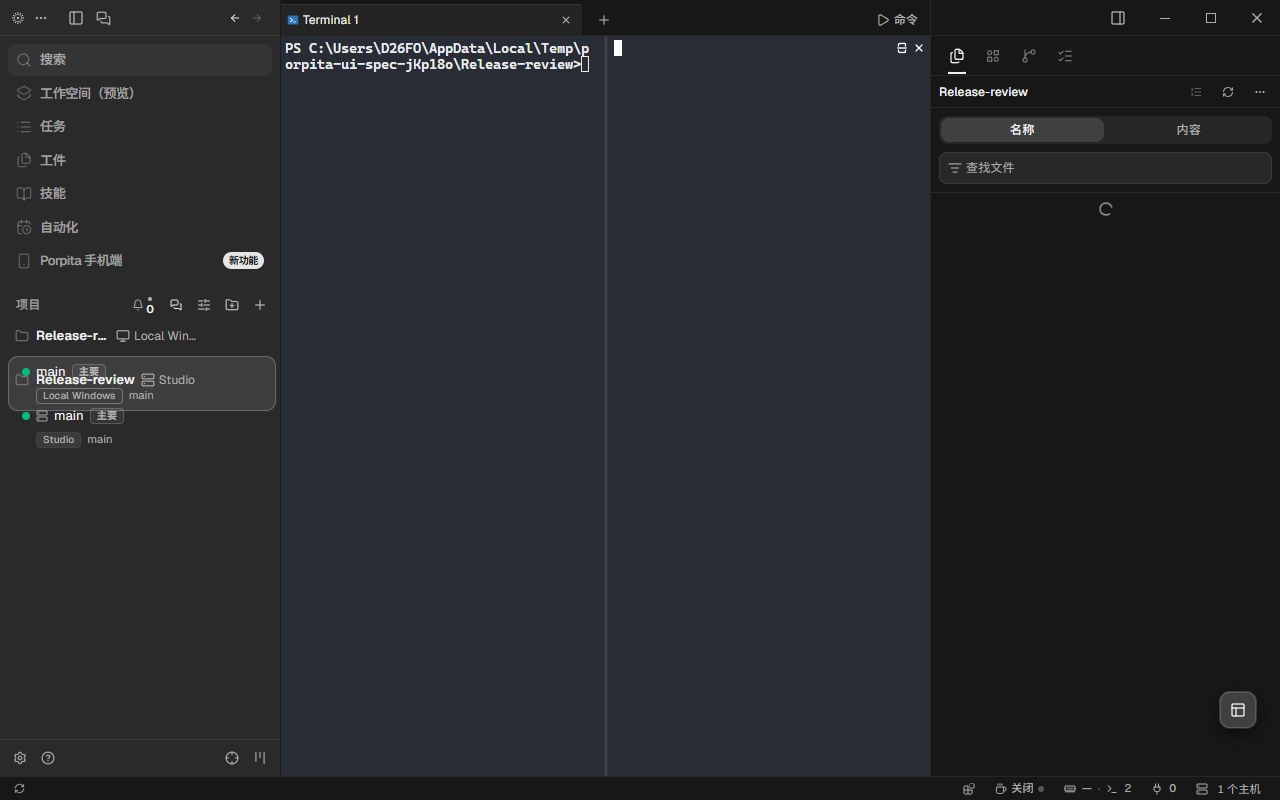 Terminal 1
命令
搜索
工作空间（预览）
任务
工件
技能
自动化
Porpita 手机端
新功能
项目
0
Release-r...
Local Win...
main
主要
Release-review
Studio
Local Windows
main
main
主要
Studio
main
PS C:\Users\D26FO\AppData\Local\Temp\p
orpita-ui-spec-jKp18o\Release-review>
Release-review
名称
内容
查找文件
关闭
— · 2
0
1 个主机